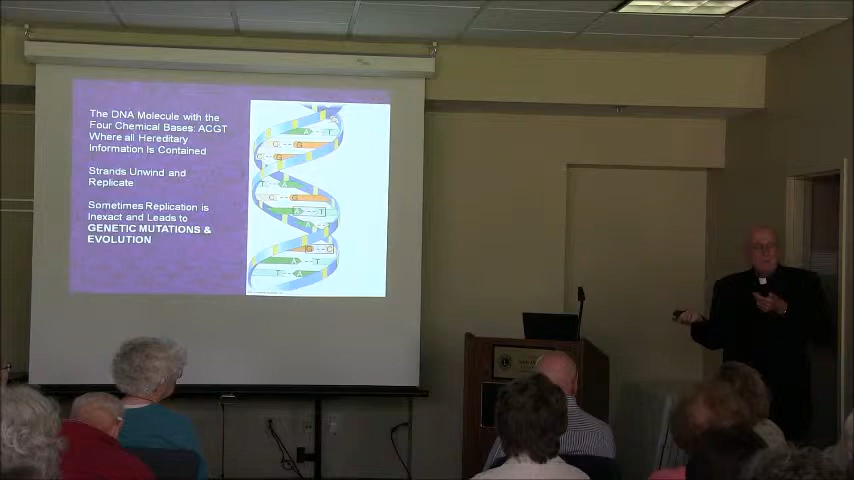 The DNA Molecule with the
Four Chemical Bases: ACGT
Where all Hereditary
Information Is Contained
Strands Unwind and
Replicate
Sometimes Replication is
Inexact and Leads to
GENETIC MUTATIONS &
EVOLUTION
A T
C G
C G
T A
C G
A T
A
G C
A T
T A